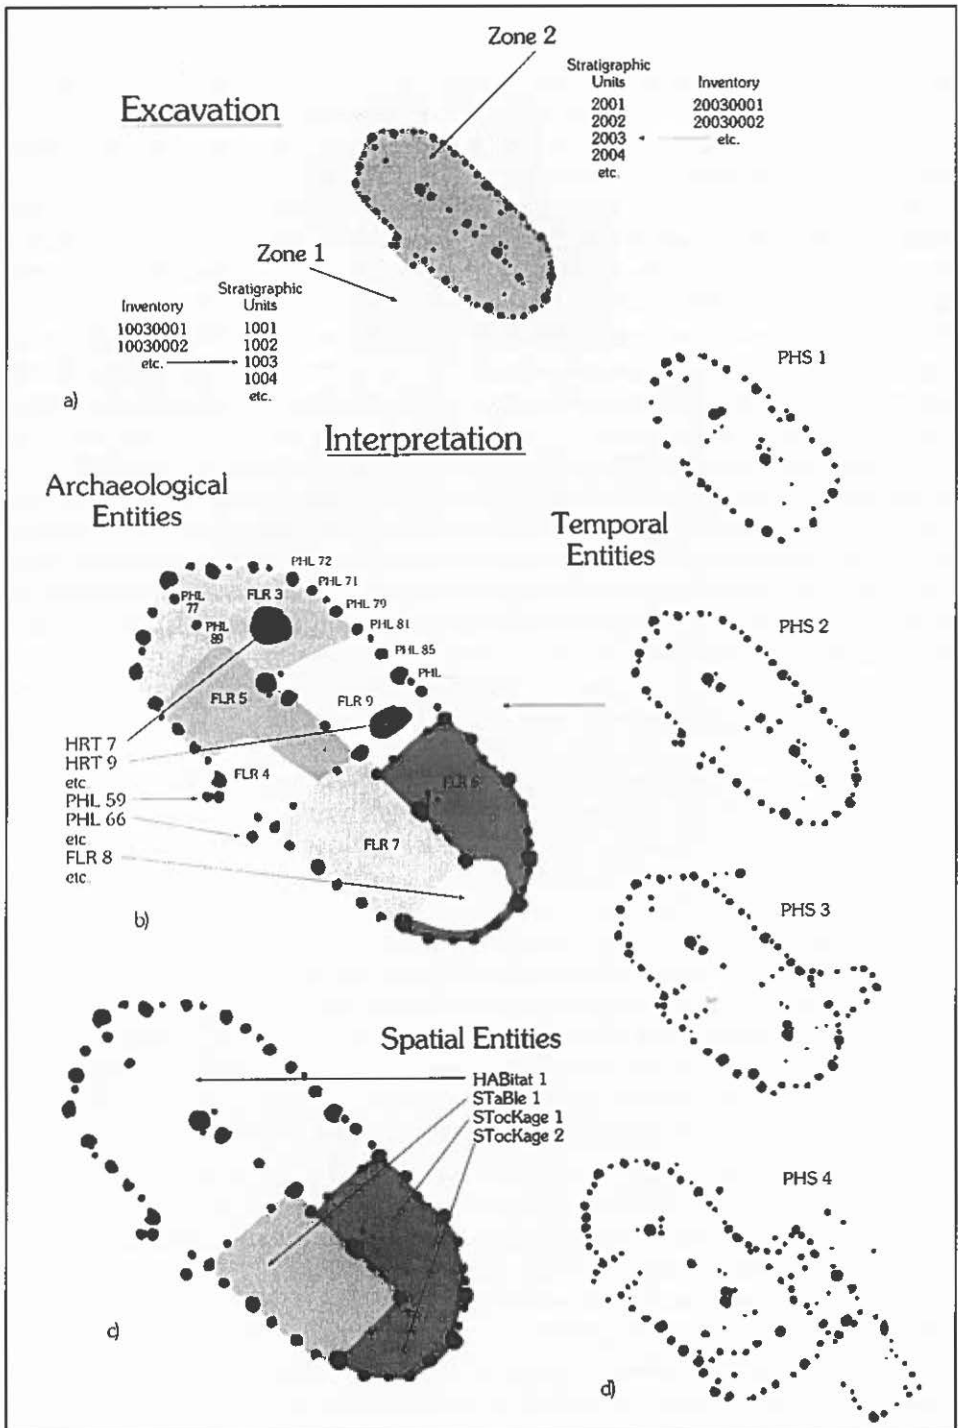 Zone 2
Stratigraphic
Units
2001
2002
2003
2004
etc.
Inventory
20030001
20030002
etc.
Excavation
Zone 1
Inventory
10030001
10030002
etc.
Stratigraphic
Units
1001
1002
1003
1004
etc.
a)
Interpretation
Archaeological
Entities
PHL 72
PHL 71
PHL 79
PHL 81
PHL 85
PHL
PHL
77
PHL
89
FLR 3
FLR 5
FLR 9
FLR 4
FLR 6
FLR 7
HRT 7
HRT 9
etc.
PHL 59
PHL 66
etc.
FLR 8
etc.
b)
Temporal
Entities
PHS 1
PHS 2
PHS 3
PHS 4
d)
Spatial Entities
HABitat 1
STaBle 1
STocKage 1
STocKage 2
c)